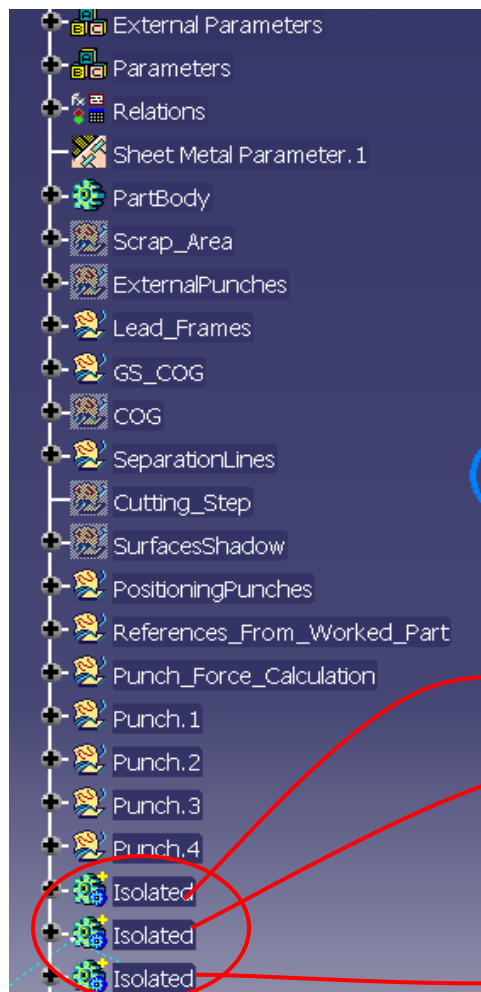 External Parameters
Parameters
Relations
Sheet Metal Parameter.1
PartBody
Scrap_Area
ExternalPunches
Lead_Frames
GS_COG
COG
SeparationLines
Cutting_Step
SurfacesShadow
PositioningPunches
References_From_Worked_Part
Punch_Force_Calculation
Punch.1
Punch.2
Punch.3
Punch.4
Isolated
Isolated
Isolated